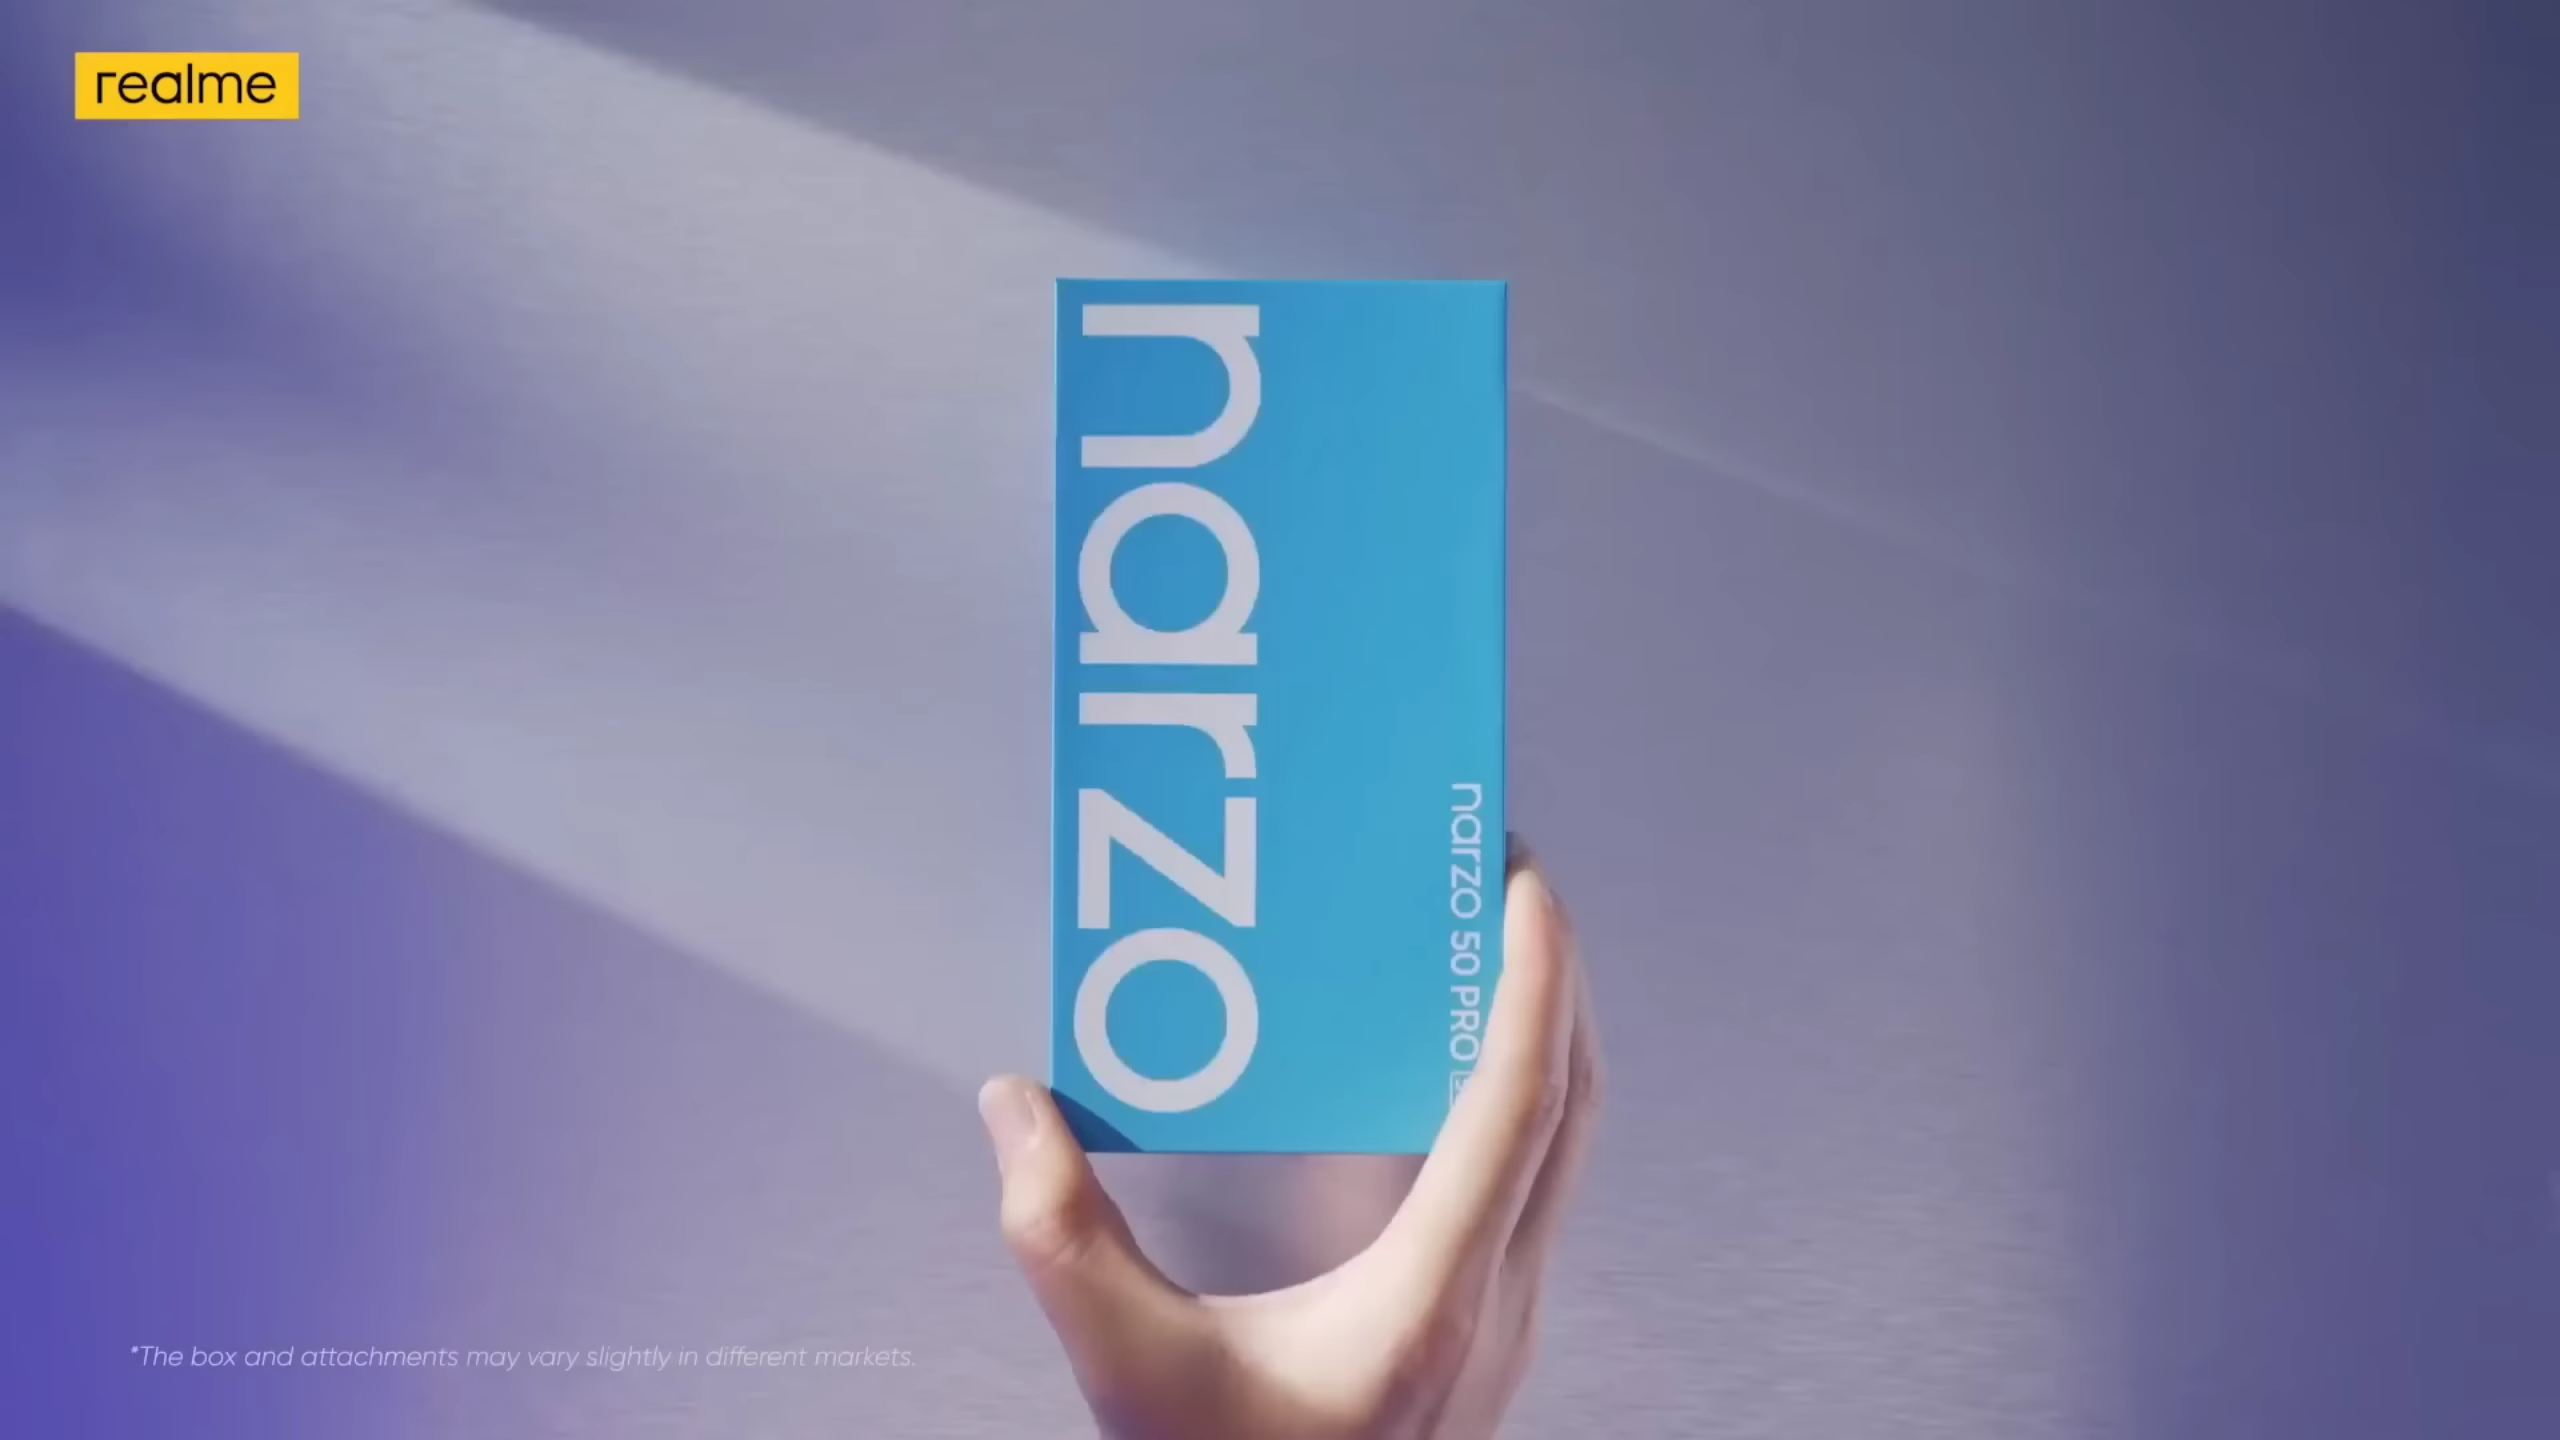 realme
narzo
narzo 50 PRO
*The box and attachments may vary slightly in different markets.